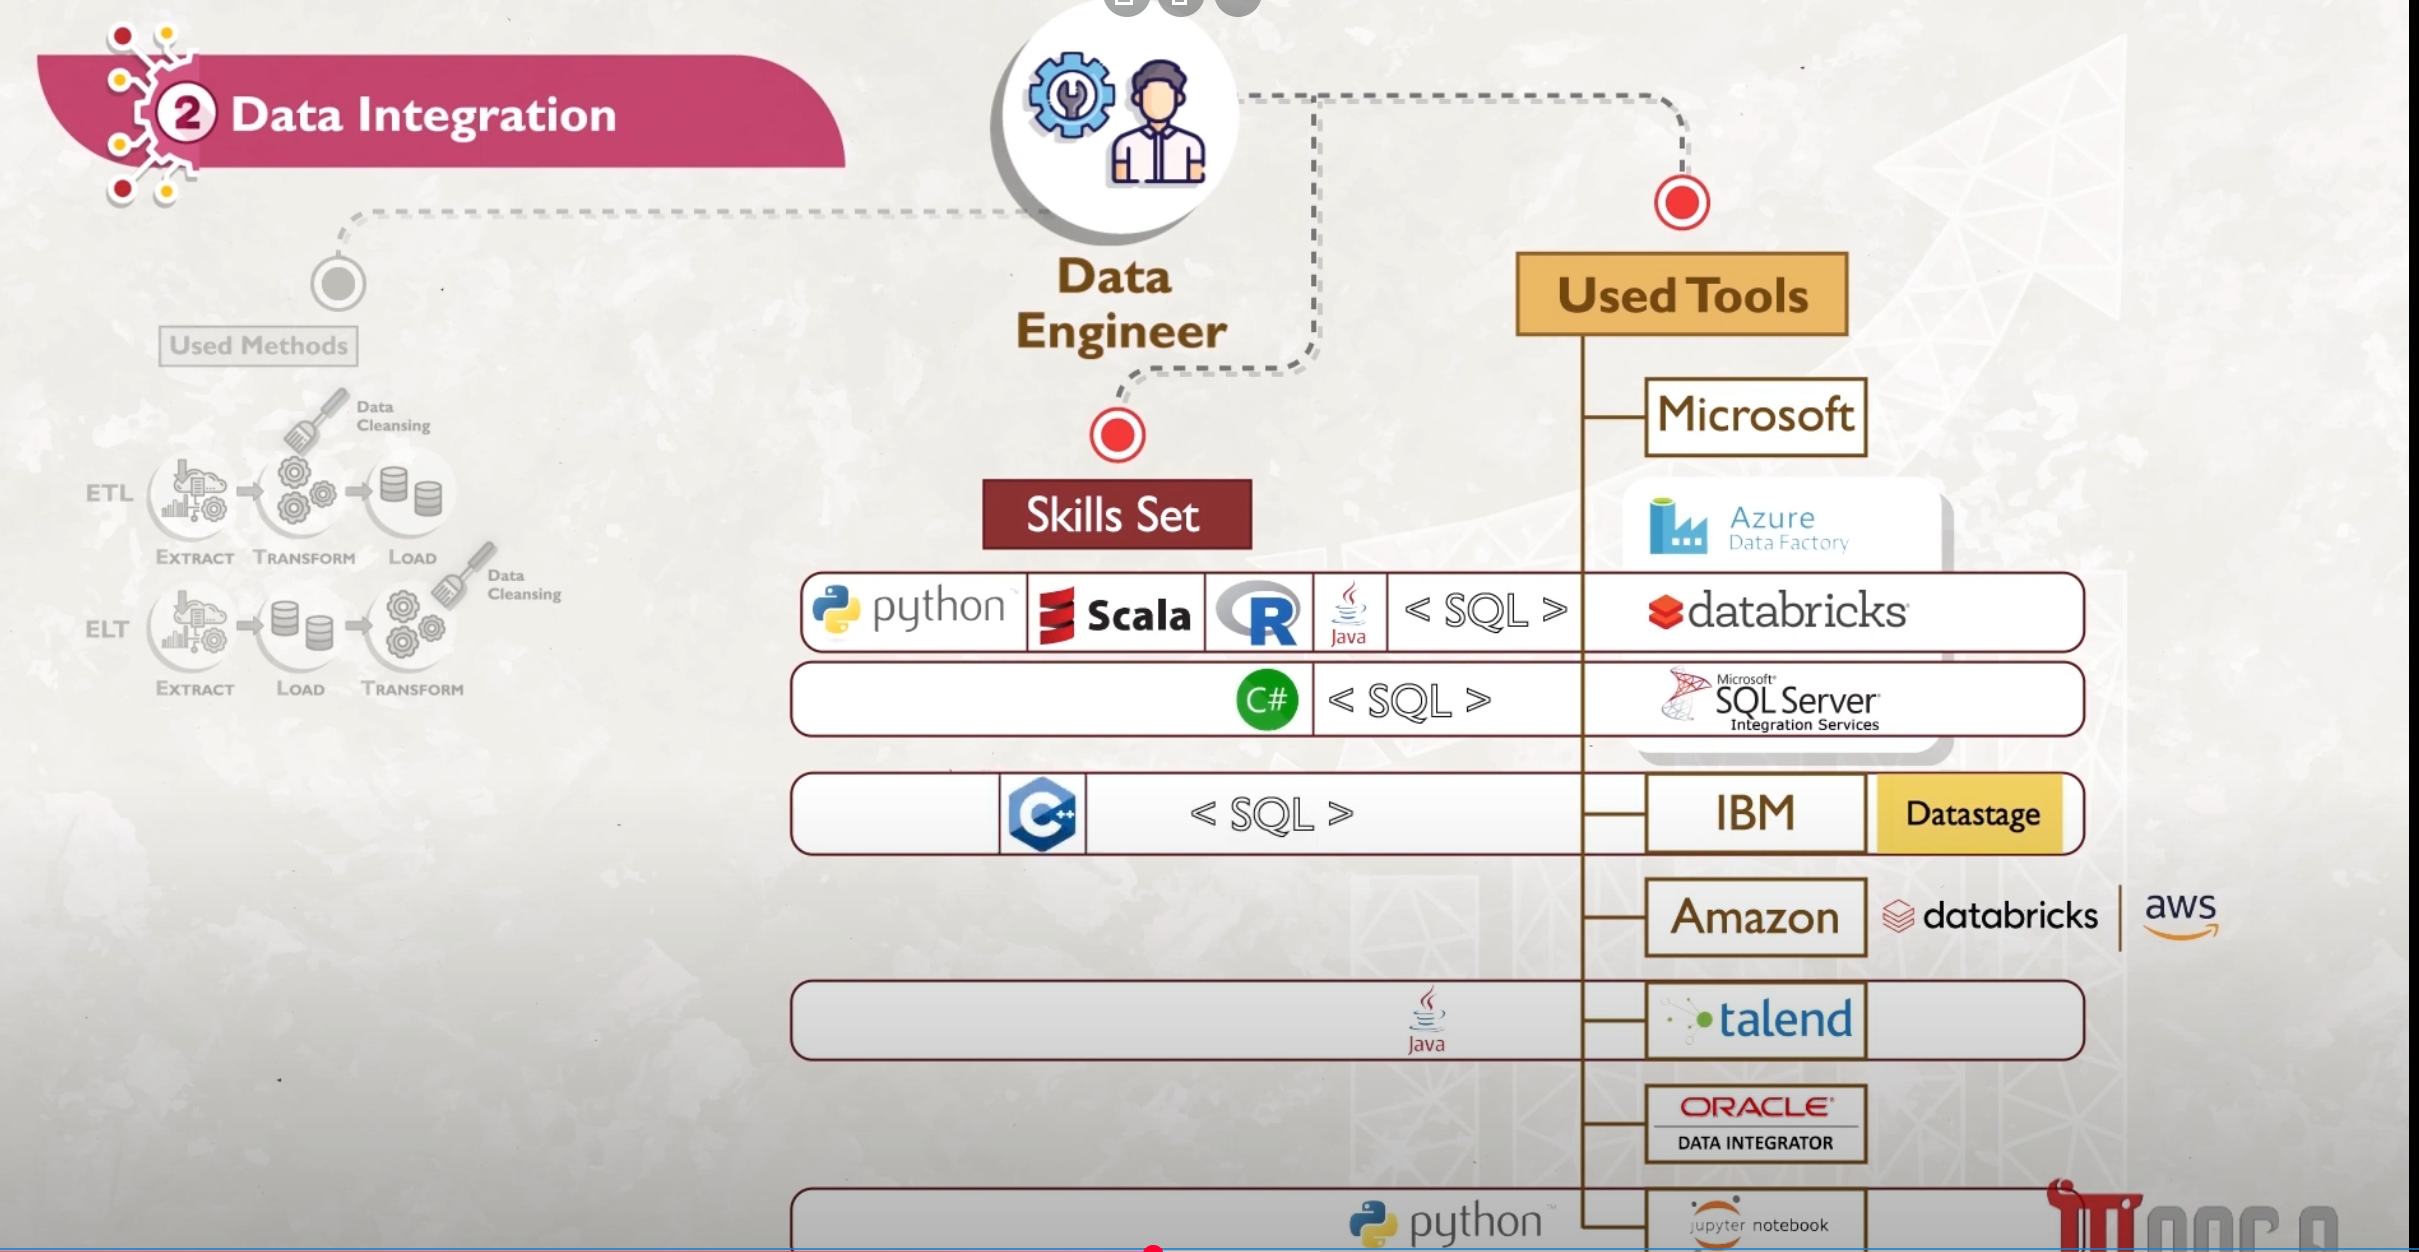 2 Data Integration
Data
Engineer
Used Methods
Data
Cleansing
ETL
EXTRACT TRANSFORM LOAD
Data
Cleansing
ELT
EXTRACT LOAD TRANSFORM
Skills Set
Used Tools
Microsoft
Azure
Data Factory
python Scala R Java < SQL > databricks
C# < SQL > Microsoft® SQL Server®
Integration Services
C++ < SQL > IBM Datastage
Amazon databricks aws
Java talend
ORACLE®
DATA INTEGRATOR
python™ jupyter notebook